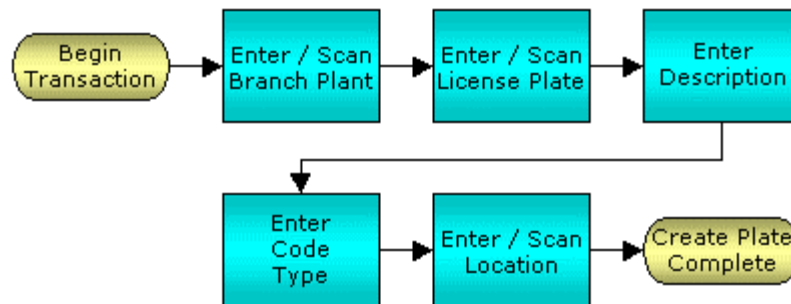 Begin
Transaction
Enter / Scan
Branch Plant
Enter / Scan
License Plate
Enter
Description
Enter
Code
Type
Enter / Scan
Location
Create Plate
Complete